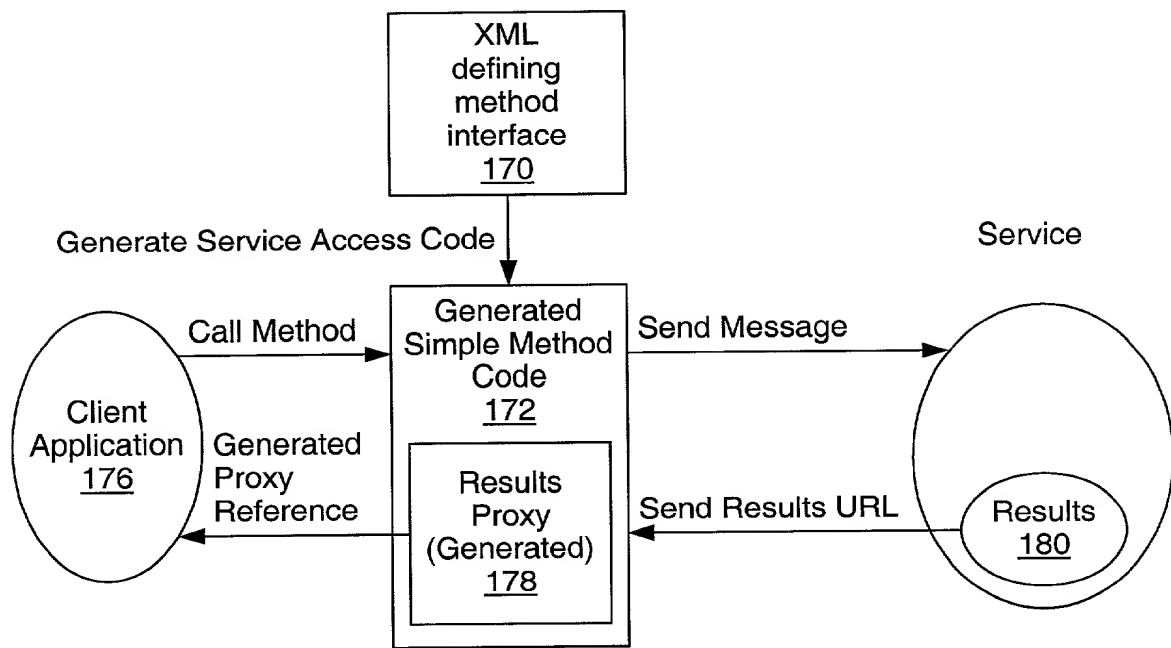 XML
defining
method
interface
170
Generate Service Access Code
Service
Call Method
Generated
Simple Method
Code
172
Send Message
Client
Application
176
Generated
Proxy
Reference
Results
Proxy
(Generated)
178
Send Results URL
Results
180